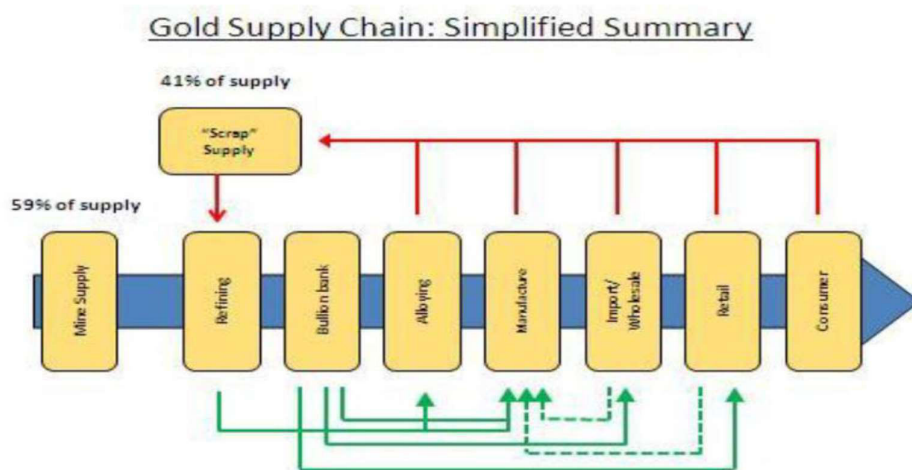 Gold Supply Chain: Simplified Summary
41% of supply
"Scrap"
Supply
59% of supply
Mine Supply
Refining
Bullion bank
Alloying
Manufacture
Import/
Wholesale
Retail
Consumer